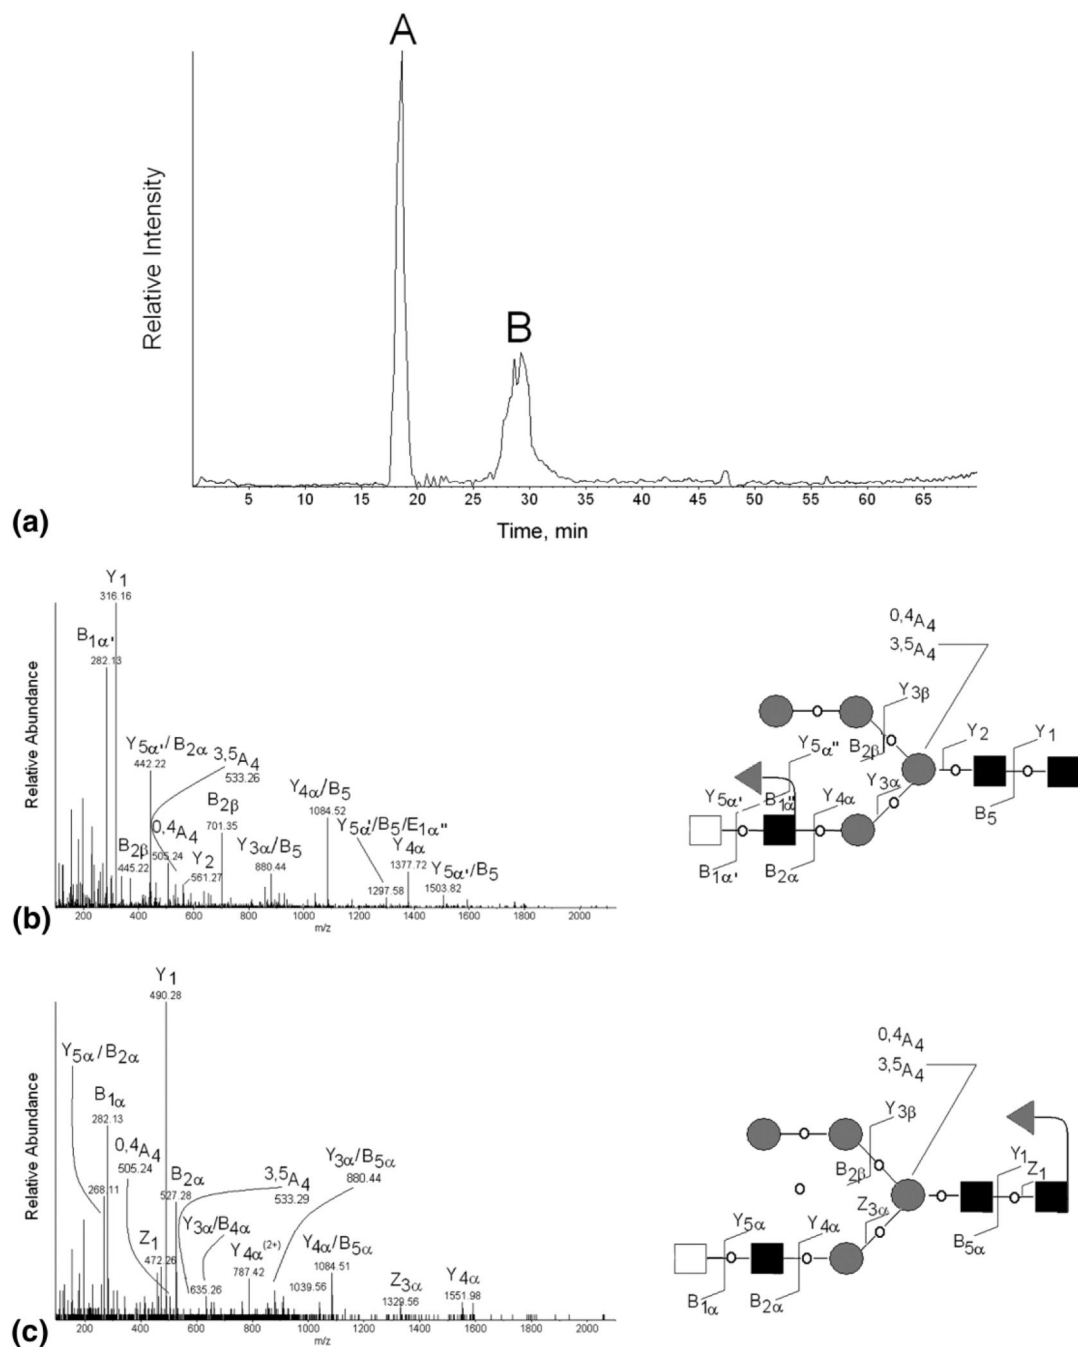 A
B
Relative Intensity
5 10 15 20 25 30 35 40 45 50 55 60 65
Time, min
(a)
Y1
316.16
B1α'
282.13
Y5α'/B2α
442.22
3,5A4
533.26
0,4A4
505.24
B2β
445.22
Y2
561.27
B2β
701.35
Y3α/B5
880.44
Y4α/B5
1084.52
Y5α'/B5/E1α''
1297.58
Y4α
1377.72
Y5α'/B5
1503.82
Relative Abundance
200 400 600 800 1000 1200 1400 1600 1800 2000
m/z
(b)
0,4A4
3,5A4
Y3β
B2β
Y2
Y1
B5
Y5α''
Y5α'
B1α''
Y4α
Y3α
B1α'
B2α
Y1
490.28
Y5α/B2α
268.11
B1α
282.13
0,4A4
505.24
B2α
527.28
3,5A4
533.29
Y3α/B5α
880.44
Z1
472.26
Y3α/B4α
635.26
Y4α(2+)
787.42
Y4α/B5α
1084.51
1039.56
Z3α
1329.56
Y4α
1551.98
Relative Abundance
200 400 600 800 1000 1200 1400 1600 1800 2000
m/z
(c)
0,4A4
3,5A4
Y3β
B2β
Y1
Z1
B5α
Z3α
Y5α
Y4α
B1α
B2α